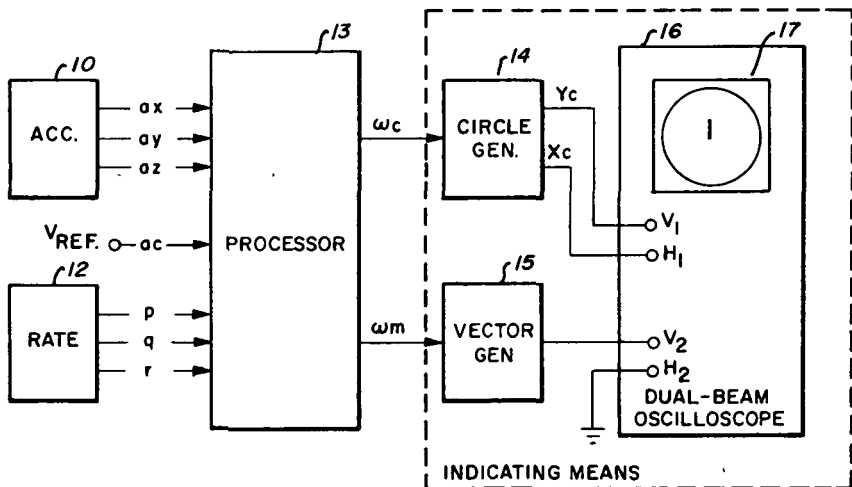 10
ACC.
ax
ay
az
VREF.
ac
12
RATE
p
q
r
13
PROCESSOR
ωc
ωm
14
CIRCLE
GEN.
Yc
Xc
15
VECTOR
GEN
16
17
V1
H1
V2
H2
DUAL-BEAM
OSCILLOSCOPE
INDICATING MEANS